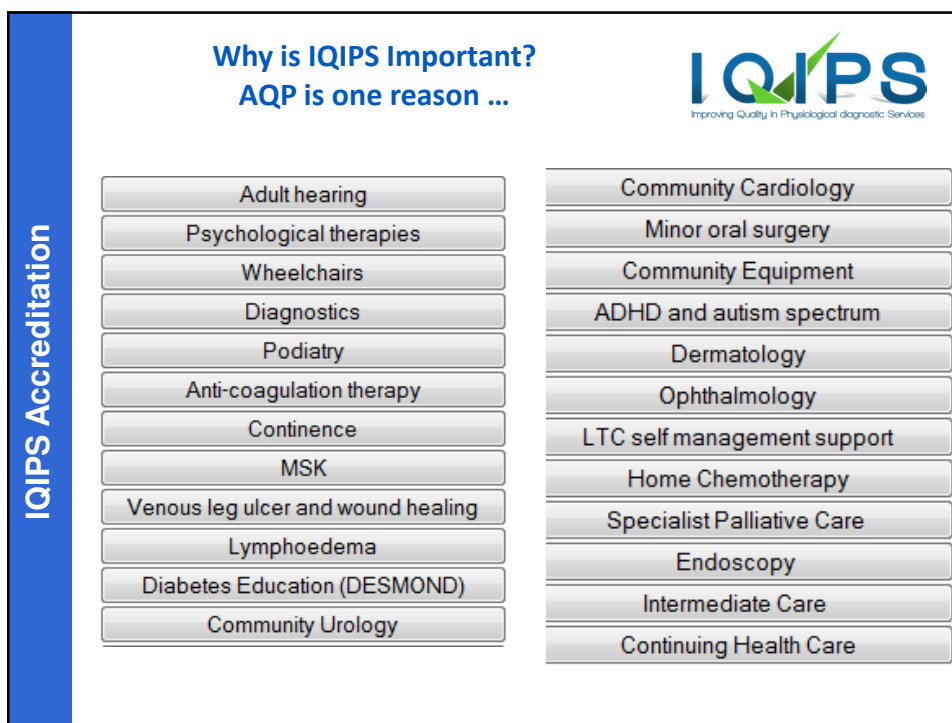 Why is IQIPS Important?
AQP is one reason ...
IQIPS
Improving Quality In Physiological diagnostic Services
IQIPS Accreditation
Adult hearing
Psychological therapies
Wheelchairs
Diagnostics
Podiatry
Anti-coagulation therapy
Continence
MSK
Venous leg ulcer and wound healing
Lymphoedema
Diabetes Education (DESMOND)
Community Urology
Community Cardiology
Minor oral surgery
Community Equipment
ADHD and autism spectrum
Dermatology
Ophthalmology
LTC self management support
Home Chemotherapy
Specialist Palliative Care
Endoscopy
Intermediate Care
Continuing Health Care